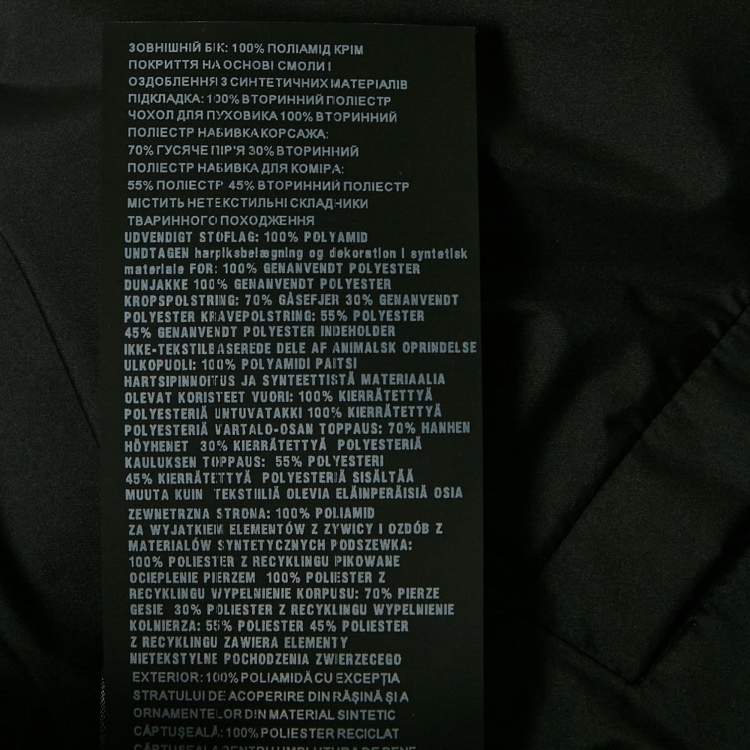 ЗОВНІШНІЙ БІК: 100% ПОЛІАМІД КРІМ
ПОКРИТТЯ НА ОСНОВІ СМОЛИ І
ОЗДОБЛЕННЯ З СИНТЕТИЧНИХ МАТЕРІАЛІВ
ПІДКЛАДКА: 100% ВТОРИННИЙ ПОЛІЕСТР
ЧОХОЛ ДЛЯ ПУХОВИКА 100% ВТОРИННИЙ
ПОЛІЕСТР НАБИВКА КОРСАЖА:
70% ГУСЯЧЕ ПІР'Я 30% ВТОРИННИЙ
ПОЛІЕСТР НАБИВКА ДЛЯ КОМІРА:
55% ПОЛІЕСТР 45% ВТОРИННИЙ ПОЛІЕСТР
МІСТИТЬ НЕТЕКСТИЛЬНІ СКЛАДНИКИ
ТВАРИННОГО ПОХОДЖЕННЯ
UDVENDIGT STOFLAG: 100% POLYAMID
UNDTAGEN harpiksbelægning og dekoration i syntetisk
materiale FOR: 100% GENANVENDT POLYESTER
DUNJAKKE 100% GENANVENDT POLYESTER
KROPSPOLSTRING: 70% GÅSEFJER 30% GENANVENDT
POLYESTER KRAVEPOLSTRING: 55% POLYESTER
45% GENANVENDT POLYESTER INDEHOLDER
IKKE-TEKSTILBASEREDE DELE AF ANIMALSK OPRINDELSE
ULKOPUOLI: 100% POLYAMIDI PAITSI
HARTSIPINNOITUS JA SYNTEETTISTÄ MATERIAALIA
OLEVAT KORISTEET VUORI: 100% KIERRÄTETTYÄ
POLYESTERIÄ UNTUVATAKKI 100% KIERRÄTETTYÄ
POLYESTERIÄ VARTALO-OSAN TOPPAUS: 70% HANHEN
HÖYHENET 30% KIERRÄTETTYÄ POLYESTERIÄ
KAULUKSEN TOPPAUS: 55% POLYESTERI
45% KIERRÄTETTYÄ POLYESTERIÄ SISÄLTÄÄ
MUUTA KUIN TEKSTIILIÄ OLEVIA ELÄINPERÄISIÄ OSIA
ZEWNETRZNA STRONA: 100% POLIAMID
ZA WYJATKIEM ELEMENTÓW Z ZYWICY I OZDÓB Z
MATERIALÓW SYNTETYCZNYCH PODSZEWKA:
100% POLIESTER Z RECYKLINGU PIKOWANE
OCIEPLENIE PIERZEM 100% POLIESTER Z
RECYKLINGU WYPELNIENIE KORPUSU: 70% PIERZE
GESIE 30% POLIESTER Z RECYKLINGU WYPELNIENIE
KOLNIERZA: 55% POLIESTER 45% POLIESTER
Z RECYKLINGU ZAWIERA ELEMENTY
NIETEKSTYLNE POCHODZENIA ZWIERZECEGO
EXTERIOR: 100% POLIAMIDĂ CU EXCEPȚIA
STRATULUI DE ACOPERIRE DIN RĂȘINĂ ȘI A
ORNAMENTELOR DIN MATERIAL SINTETIC
CĂPTUȘEALĂ: 100% POLIESTER RECICLAT